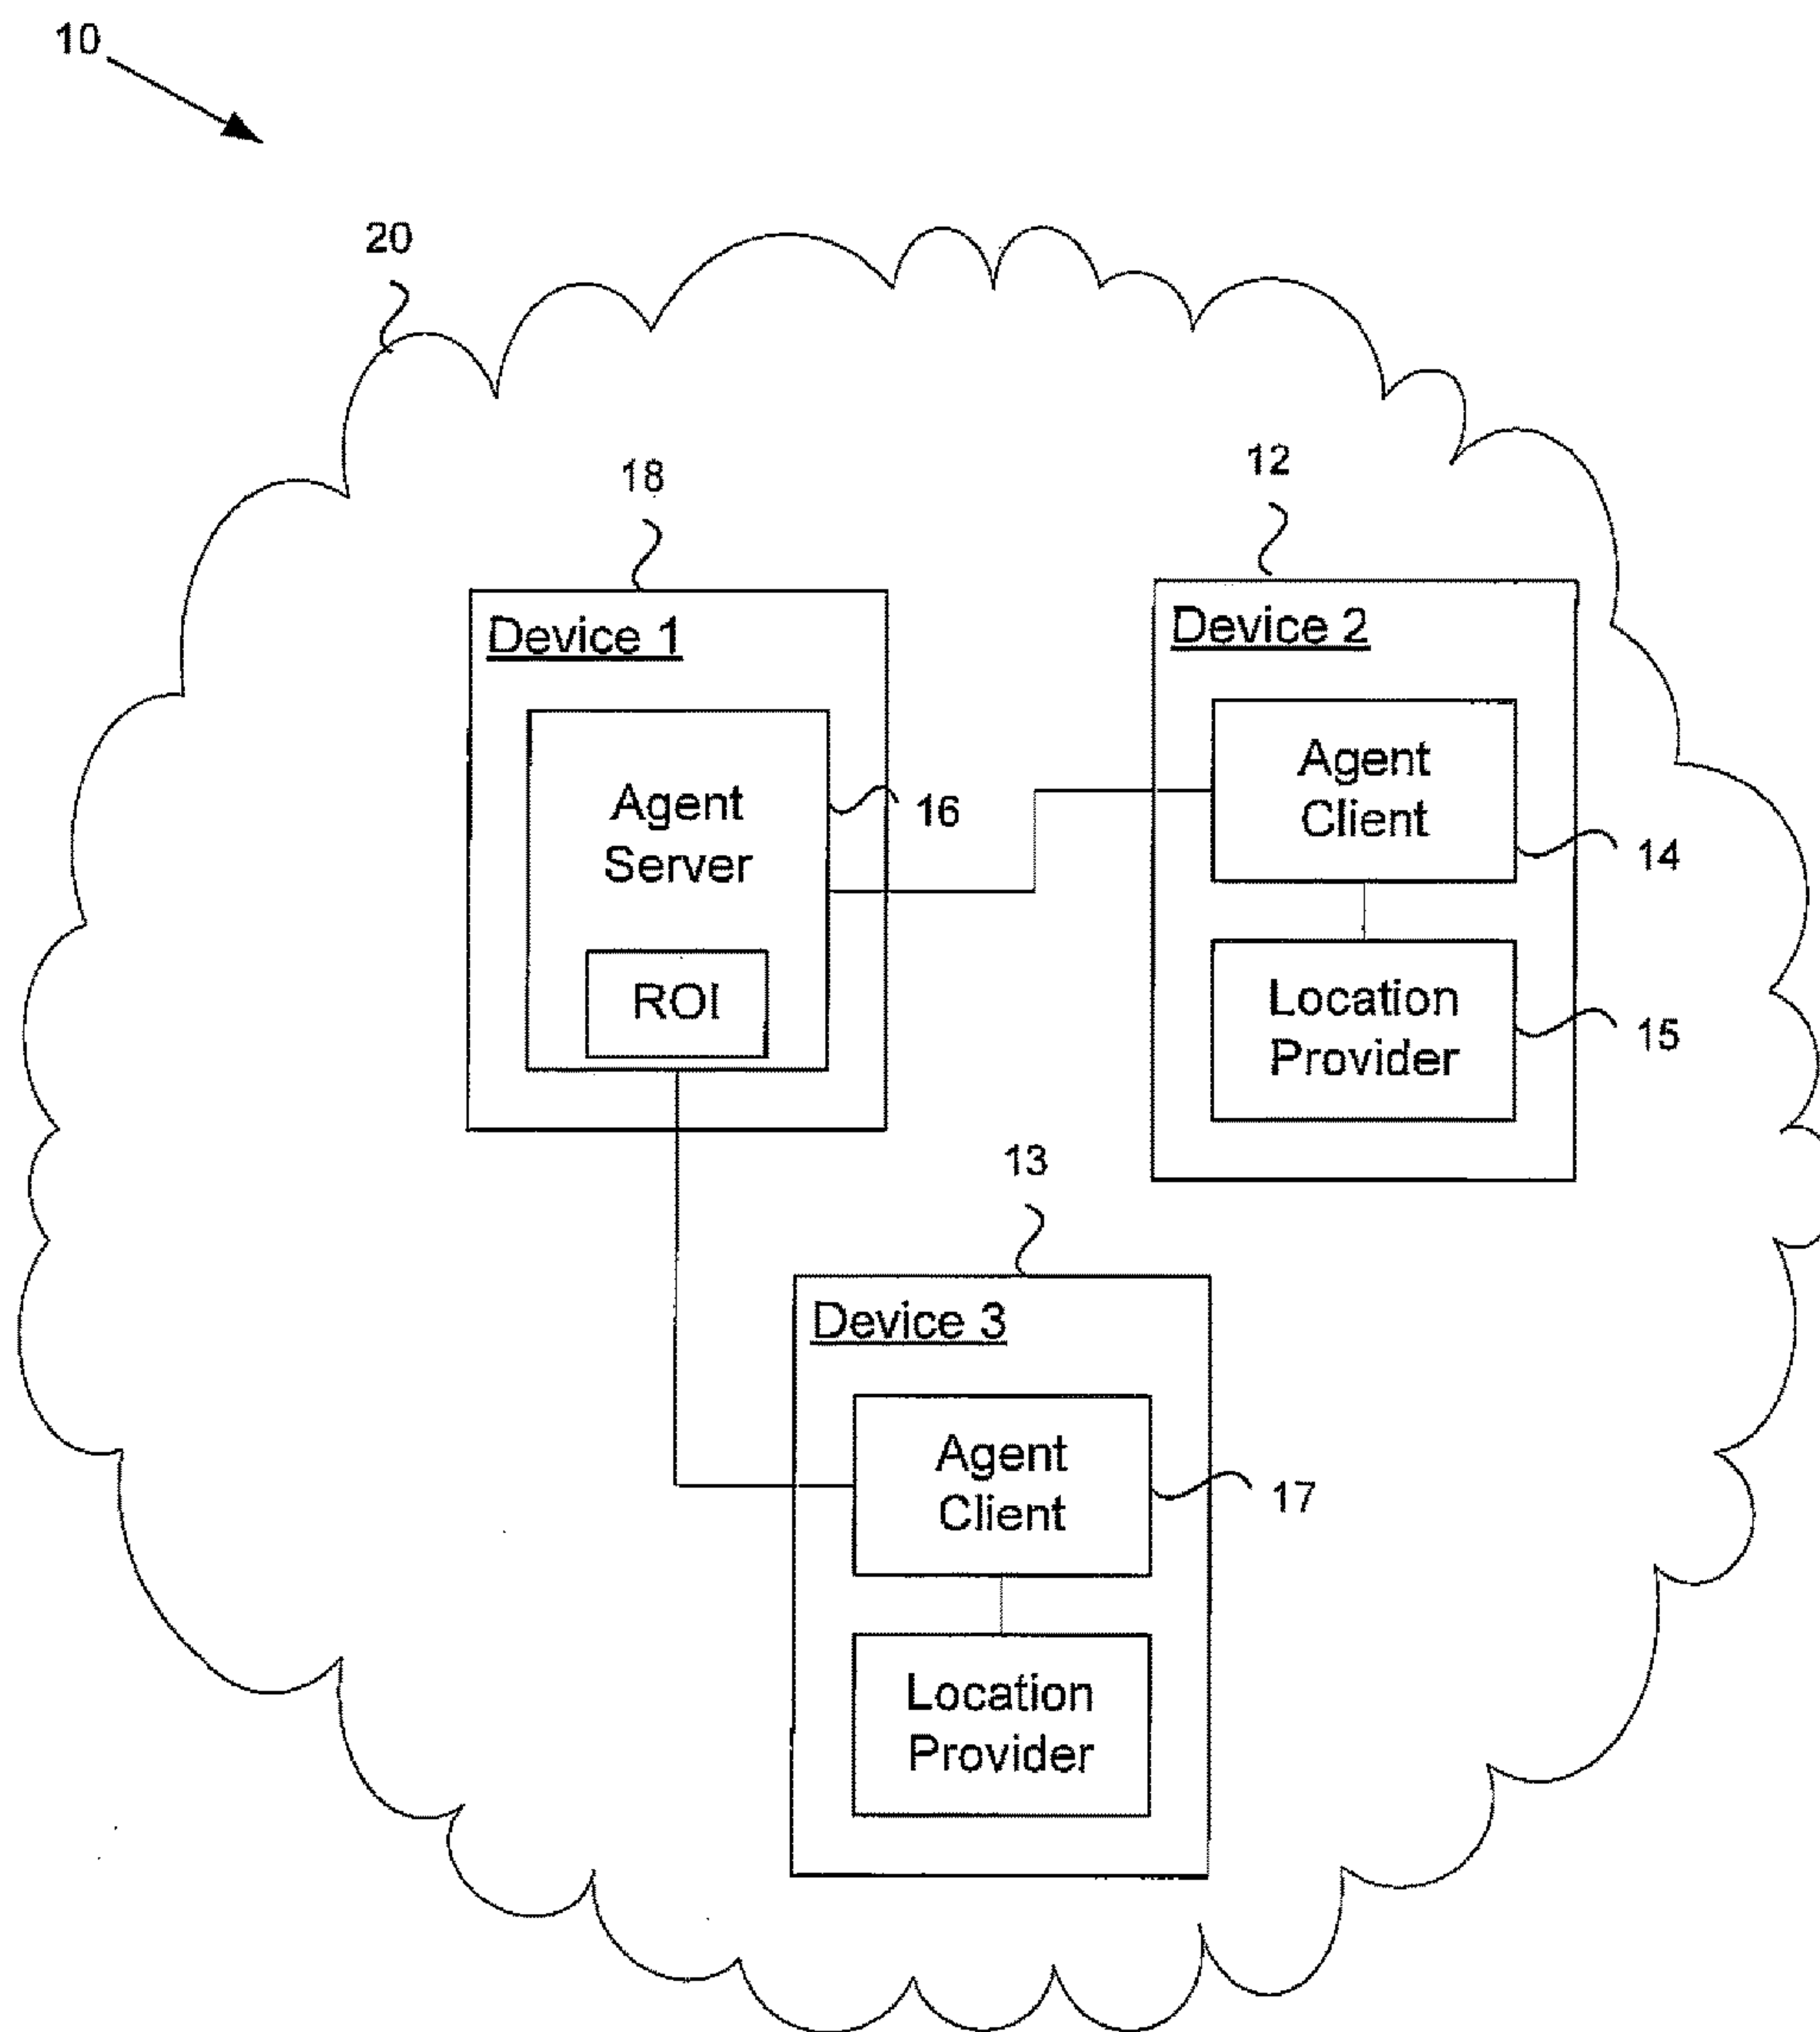 10
20
18
12
Device 1
Device 2
Agent
Server
16
Agent
Client
14
ROI
Location
Provider
15
13
Device 3
Agent
Client
17
Location
Provider